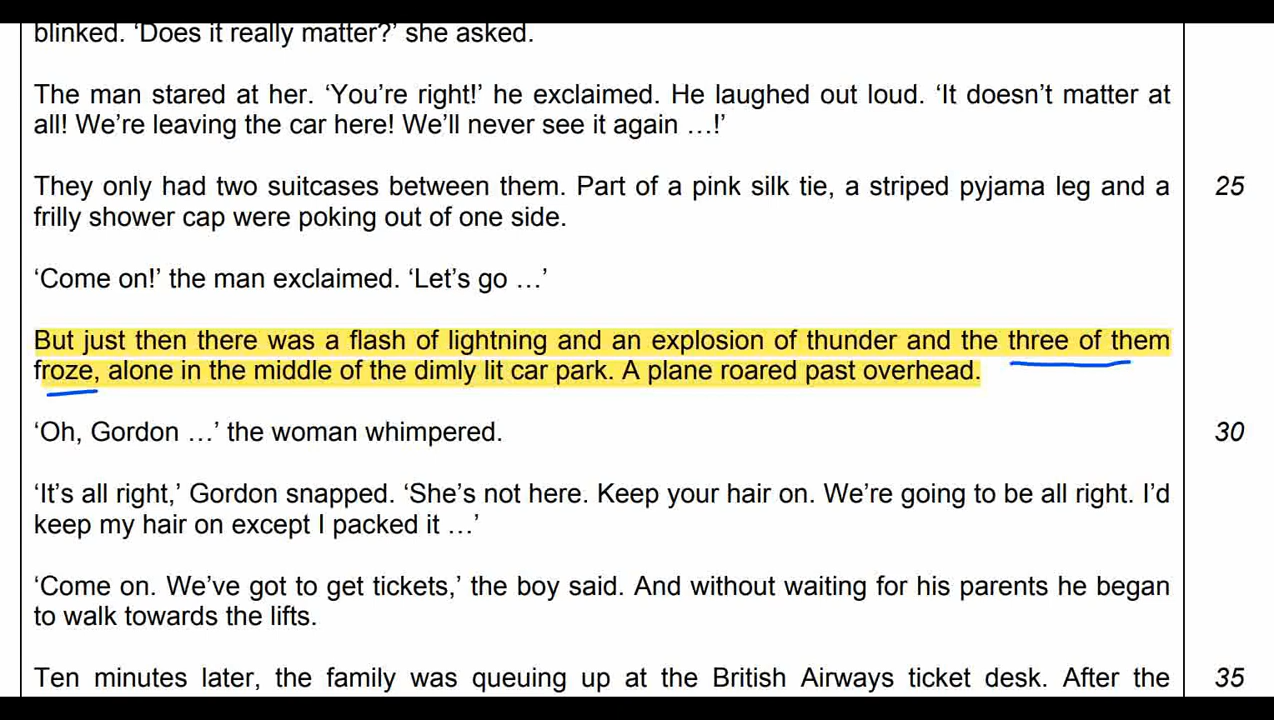 blinked. ‘Does it really matter?’ she asked.
The man stared at her. ‘You’re right!’ he exclaimed. He laughed out loud. ‘It doesn’t matter at
all! We’re leaving the car here! We’ll never see it again …!’
They only had two suitcases between them. Part of a pink silk tie, a striped pyjama leg and a 25
frilly shower cap were poking out of one side.
‘Come on!’ the man exclaimed. ‘Let’s go …’
But just then there was a flash of lightning and an explosion of thunder and the three of them
froze, alone in the middle of the dimly lit car park. A plane roared past overhead.
‘Oh, Gordon …’ the woman whimpered. 30
‘It’s all right,’ Gordon snapped. ‘She’s not here. Keep your hair on. We’re going to be all right. I’d
keep my hair on except I packed it …’
‘Come on. We’ve got to get tickets,’ the boy said. And without waiting for his parents he began
to walk towards the lifts.
Ten minutes later, the family was queuing up at the British Airways ticket desk. After the 35